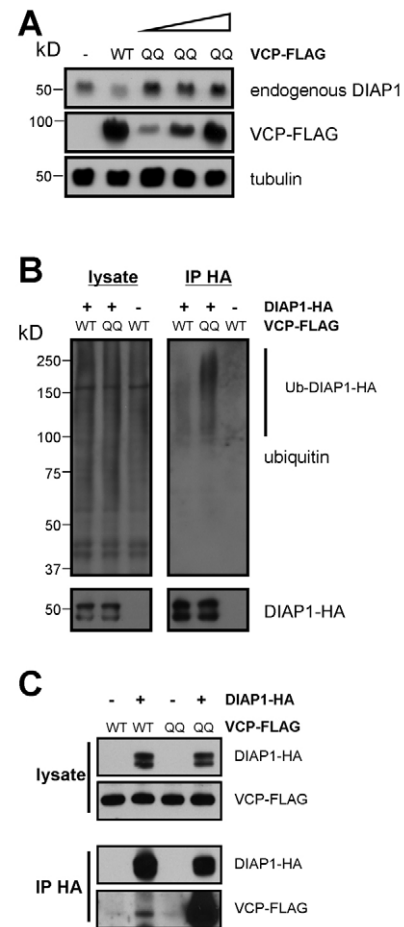 A
kD
- WT QQ QQ QQ VCP-FLAG
50 endogenous DIAP1
100 VCP-FLAG
50 tubulin
B
lysate IP HA
+ + - + + - DIAP1-HA
kD WT QQ WT WT QQ WT VCP-FLAG
250
Ub-DIAP1-HA
150
100
ubiquitin
75
50
37
50 DIAP1-HA
C
- + - + DIAP1-HA
WT WT QQ QQ VCP-FLAG
DIAP1-HA
lysate
VCP-FLAG
DIAP1-HA
IP HA
VCP-FLAG